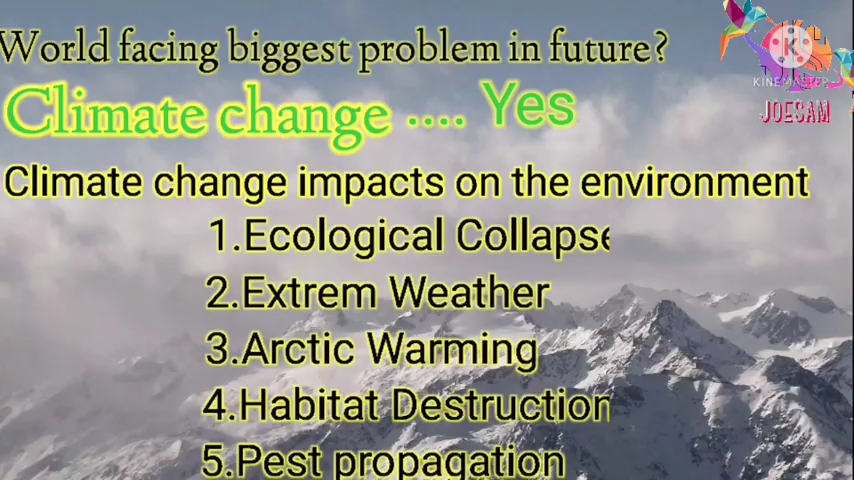 World facing biggest problem in future?
Climate change .... Yes
Climate change impacts on the environment
1.Ecological Collapse
2.Extrem Weather
3.Arctic Warming
4.Habitat Destruction
5.Pest propagation
K
KINEMASTER
JOESAM